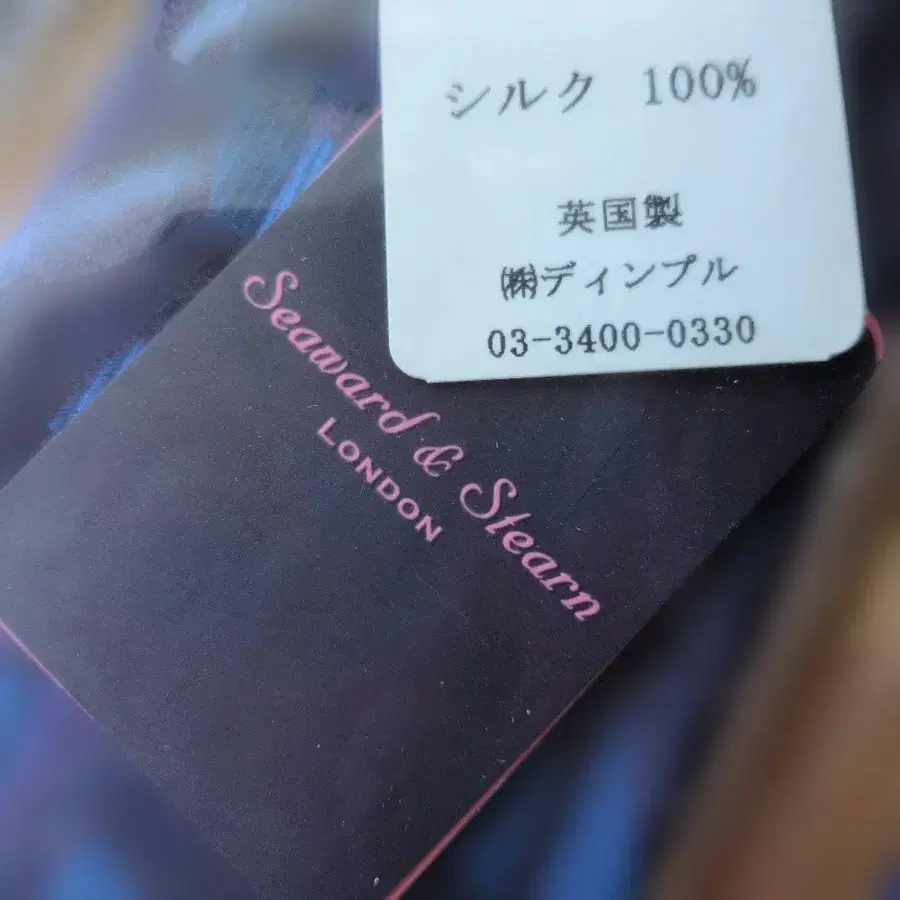 シルク 100%
英国製
㈱ディンプル
03-3400-0330
Seaward & Stearn
LONDON